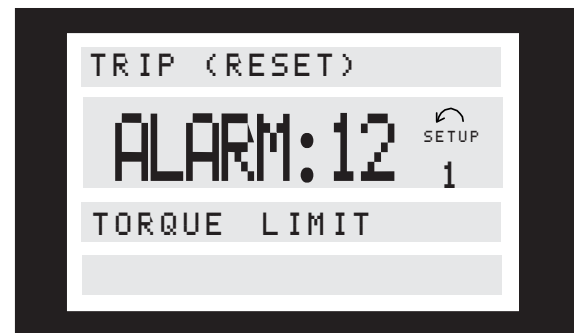 TRIP (RESET)
ALARM:12
SETUP
1
TORQUE LIMIT